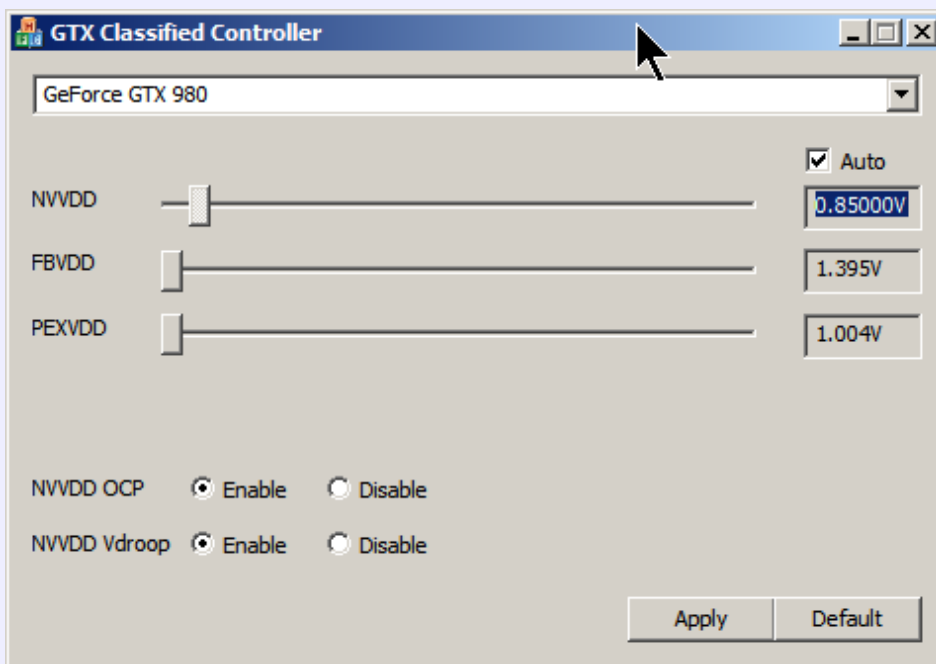 GTX Classified Controller
GeForce GTX 980
Auto
NVVDD 0.85000V
FBVDD 1.395V
PEXVDD 1.004V
NVVDD OCP Enable Disable
NVVDD Vdroop Enable Disable
Apply Default